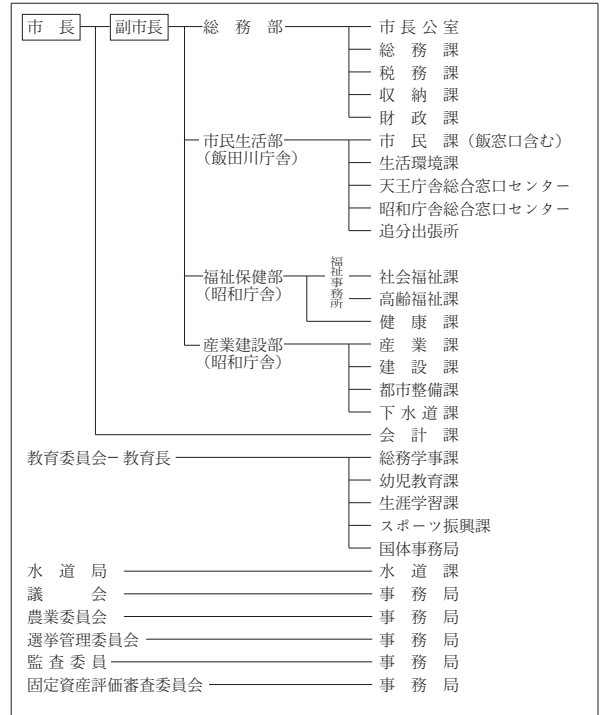 市長 副市長 総務部 市長公室
総務課
税務課
収納課
財政課
市民生活部 市民課(飯窓口含む)
(飯田川庁舎) 生活環境課
天王庁舎総合窓口センター
昭和庁舎総合窓口センター
追分出張所
福祉保健部 福祉事務所 社会福祉課
(昭和庁舎) 高齢福祉課
健康課
産業建設部 産業課
(昭和庁舎) 建設課
都市整備課
下水道課
会計課
教育委員会 教育長 総務学事課
幼児教育課
生涯学習課
スポーツ振興課
国体事務局
水道局 水道課
議会 事務局
農業委員会 事務局
選挙管理委員会 事務局
監査委員 事務局
固定資産評価審査委員会 事務局